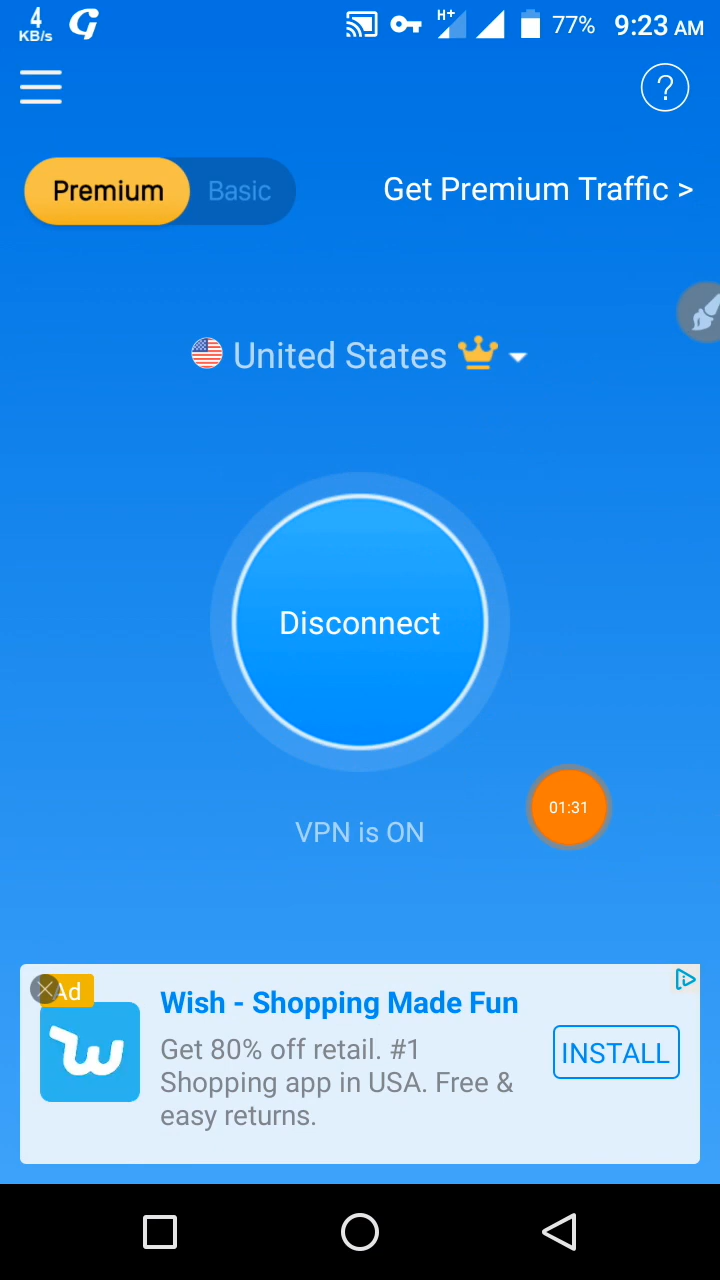 4
KB/s
H+
77%
9:23 AM
?
Premium
Basic
Get Premium Traffic >
United States
Disconnect
01:31
VPN is ON
Ad
Wish - Shopping Made Fun
Get 80% off retail. #1
Shopping app in USA. Free &
easy returns.
INSTALL